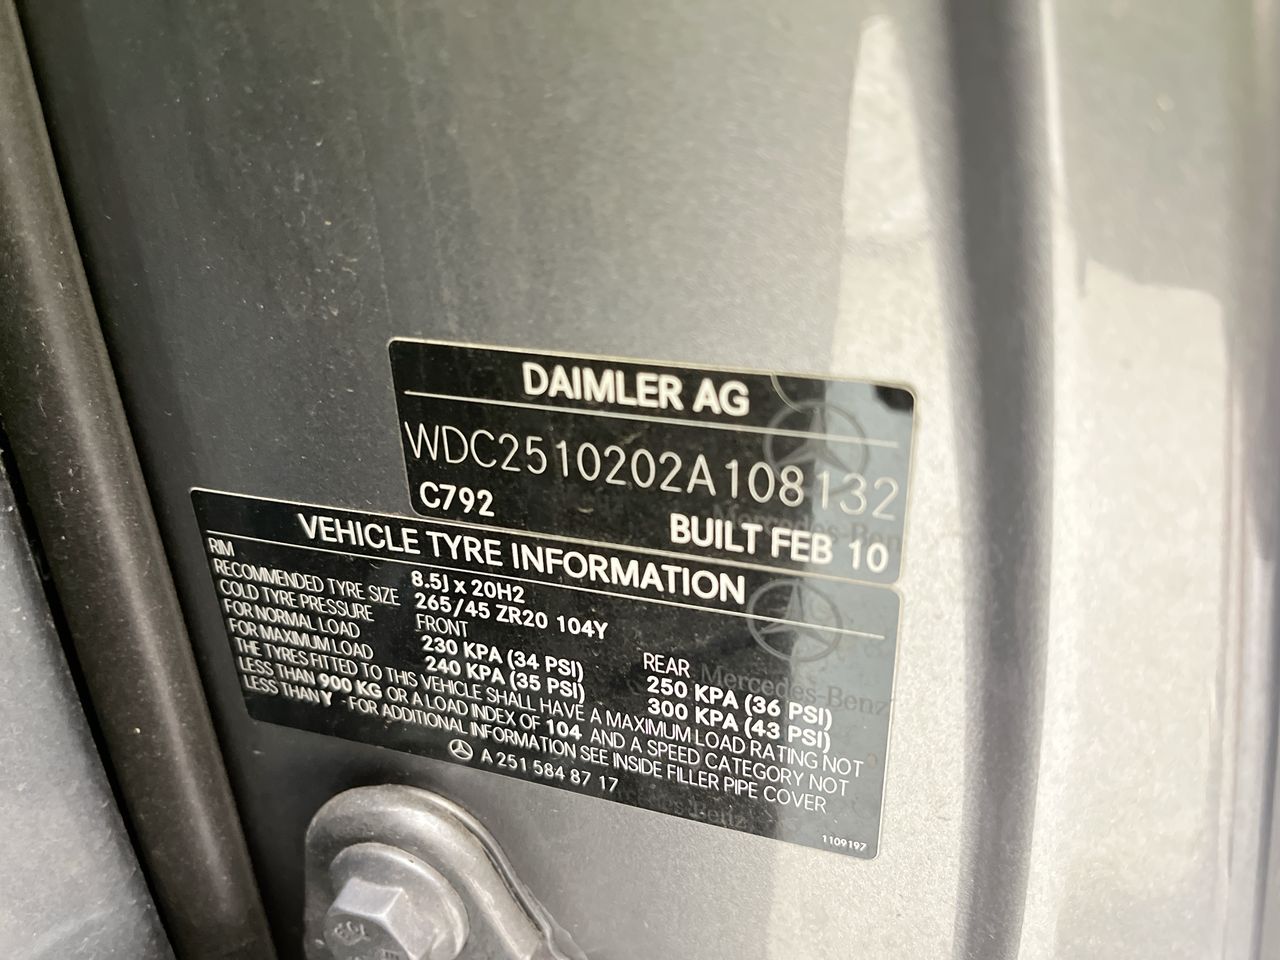 DAIMLER AG
WDC2510202A108132
C792
BUILT FEB 10
VEHICLE TYRE INFORMATION
RIM 8.5J x 20H2
RECOMMENDED TYRE SIZE 265/45 ZR20 104Y
COLD TYRE PRESSURE FRONT REAR
FOR NORMAL LOAD 230 KPA (34 PSI) 250 KPA (36 PSI)
FOR MAXIMUM LOAD 240 KPA (35 PSI) 300 KPA (43 PSI)
THE TYRES FITTED TO THIS VEHICLE SHALL HAVE A MAXIMUM LOAD RATING NOT
LESS THAN 900 KG OR A LOAD INDEX OF 104 AND A SPEED CATEGORY NOT
LESS THAN Y - FOR ADDITIONAL INFORMATION SEE INSIDE FILLER PIPE COVER
A 251 584 87 17
1109197
Mercedes-Benz
Mercedes-Benz